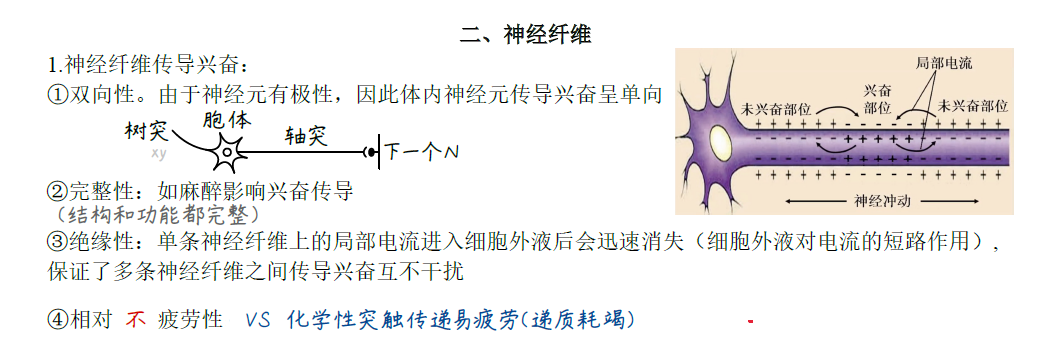 二、神经纤维
1.神经纤维传导兴奋：
①双向性。由于神经元有极性，因此体内神经元传导兴奋呈单向
树突
胞体
轴突
下一个N
xy
②完整性：如麻醉影响兴奋传导
（结构和功能都完整）
③绝缘性：单条神经纤维上的局部电流进入细胞外液后会迅速消失（细胞外液对电流的短路作用），
保证了多条神经纤维之间传导兴奋互不干扰
④相对 不 疲劳性 VS 化学性突触传递易疲劳(递质耗竭)
局部电流
兴奋
部位
未兴奋部位
未兴奋部位
+ + + + + + - - - - - - + + + + + +
- - - - - - + + + + + - - - - - -
- - - - - - + + + + + - - - - - -
+ + + + + + - - - - - - + + + + + +
神经冲动